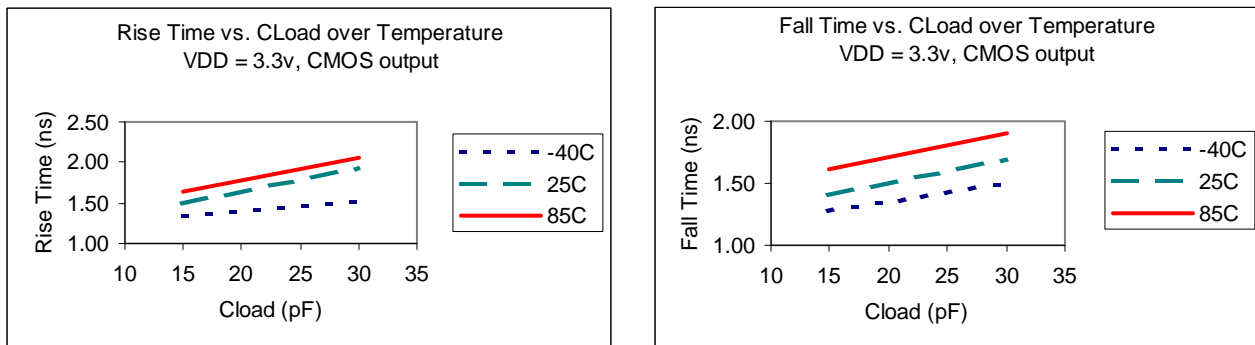 Rise Time vs. CLoad over Temperature
VDD = 3.3v, CMOS output
Rise Time (ns)
2.50
2.00
1.50
1.00
10 15 20 25 30 35
Cload (pF)
-40C
25C
85C
Fall Time vs. CLoad over Temperature
VDD = 3.3v, CMOS output
Fall Time (ns)
2.00
1.50
1.00
10 15 20 25 30 35
Cload (pF)
-40C
25C
85C